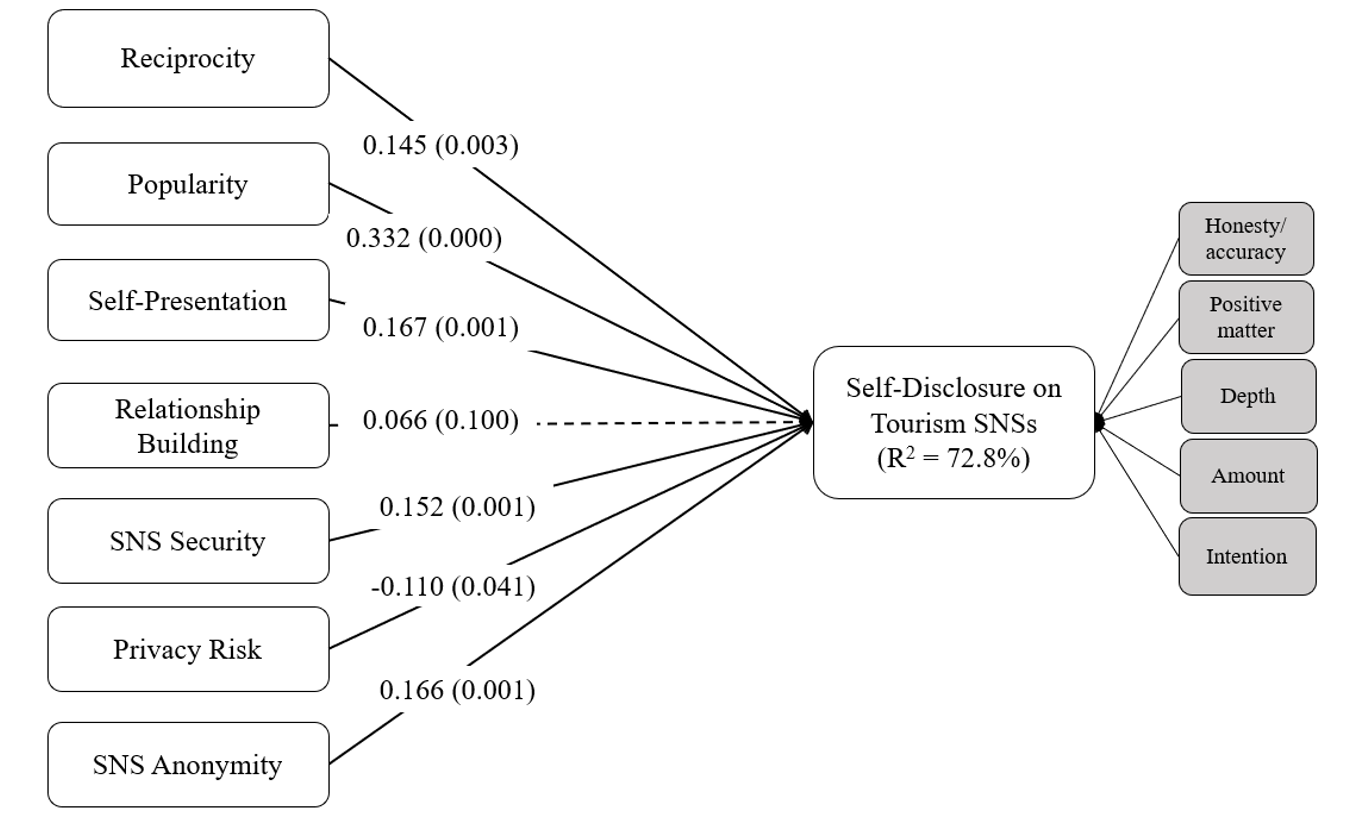 Reciprocity
0.145 (0.003)
Popularity
0.332 (0.000)
Self-Presentation
0.167 (0.001)
Relationship
Building
0.066 (0.100)
SNS Security
0.152 (0.001)
Privacy Risk
-0.110 (0.041)
SNS Anonymity
0.166 (0.001)
Self-Disclosure on
Tourism SNSs
(R² = 72.8%)
Honesty/
accuracy
Positive
matter
Depth
Amount
Intention